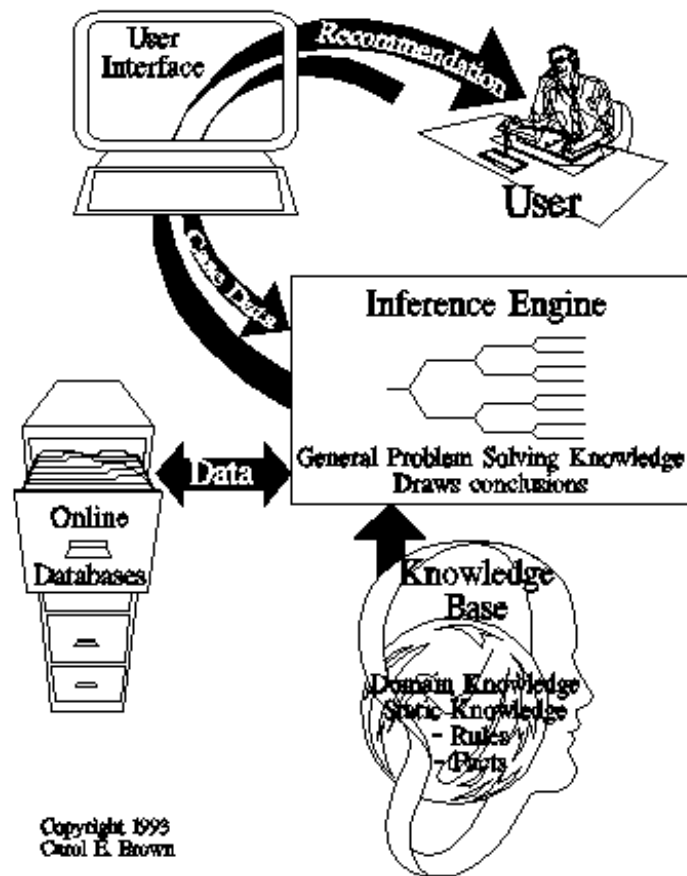 User
Interface
Recommendation
User
Case Data
Inference Engine
General Problem Solving Knowledge
Draws conclusions
Data
Online
Databases
Knowledge
Base
Domain Knowledge
Static Knowledge
- Rules
- Facts
Copyright 1993
Carol E. Brown